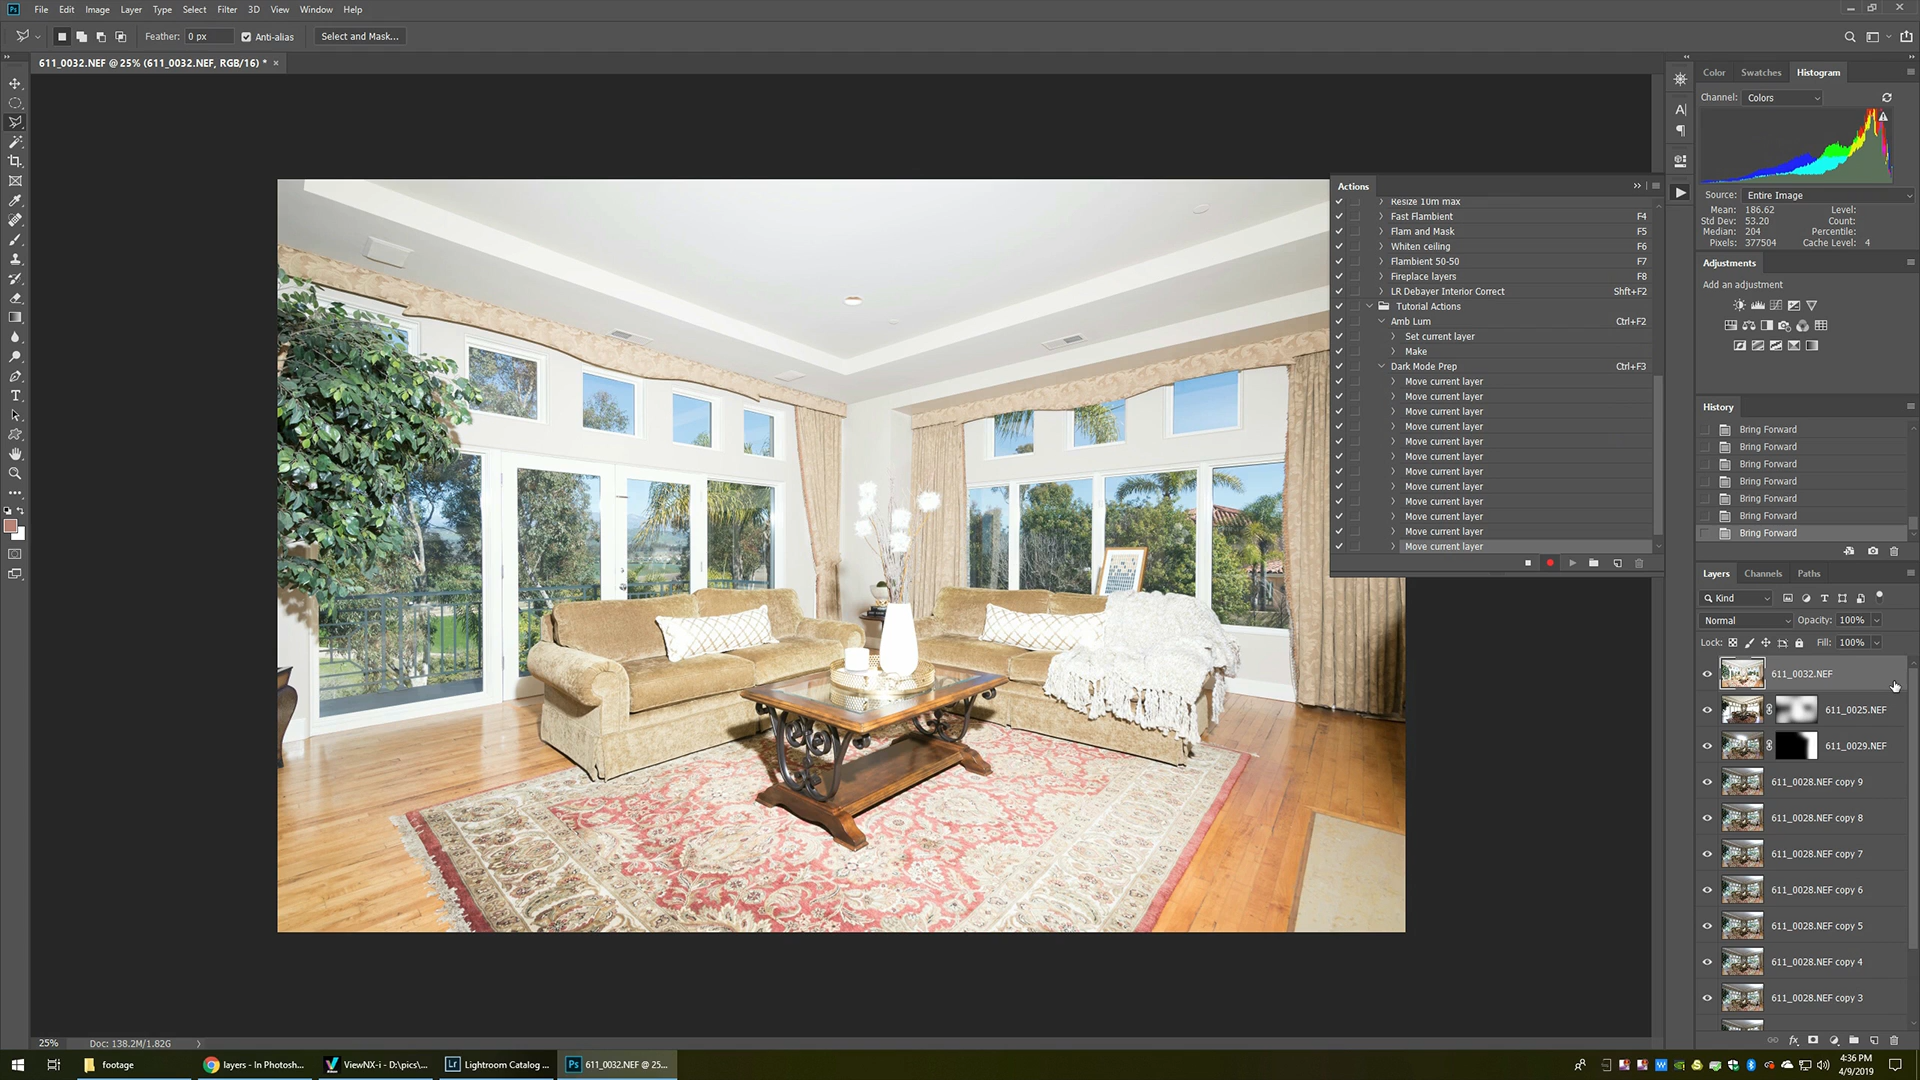 Ps File Edit Image Layer Type Select Filter 3D View Window Help
Feather: 0 px Anti-alias Select and Mask...
611_0032.NEF @ 25% (611_0032.NEF, RGB/16) * ×
Color Swatches Histogram
Channel: Colors
Source: Entire Image
Mean: 186.62 Level:
Std Dev: 53.20 Count:
Median: 204 Percentile:
Pixels: 377504 Cache Level: 4
Adjustments
Add an adjustment
Actions
Resize 10m max
Fast Flambient F4
Flam and Mask F5
Whiten ceiling F6
Flambient 50-50 F7
Fireplace layers F8
LR Debayer Interior Correct Shft+F2
Tutorial Actions
Amb Lum Ctrl+F2
Set current layer
Make
Dark Mode Prep Ctrl+F3
Move current layer
Move current layer
Move current layer
Move current layer
Move current layer
Move current layer
Move current layer
Move current layer
Move current layer
Move current layer
Move current layer
Move current layer
History
Bring Forward
Bring Forward
Bring Forward
Bring Forward
Bring Forward
Bring Forward
Bring Forward
Layers Channels Paths
Kind
Normal Opacity: 100%
Lock: Fill: 100%
611_0032.NEF
611_0025.NEF
611_0029.NEF
611_0028.NEF copy 9
611_0028.NEF copy 8
611_0028.NEF copy 7
611_0028.NEF copy 6
611_0028.NEF copy 5
611_0028.NEF copy 4
611_0028.NEF copy 3
25% Doc: 138.2M/1.82G
footage
layers - In Photosh...
ViewNX-i - D:\pics\...
Lr Lightroom Catalog ...
Ps 611_0032.NEF @ 25...
4:36 PM
4/9/2019